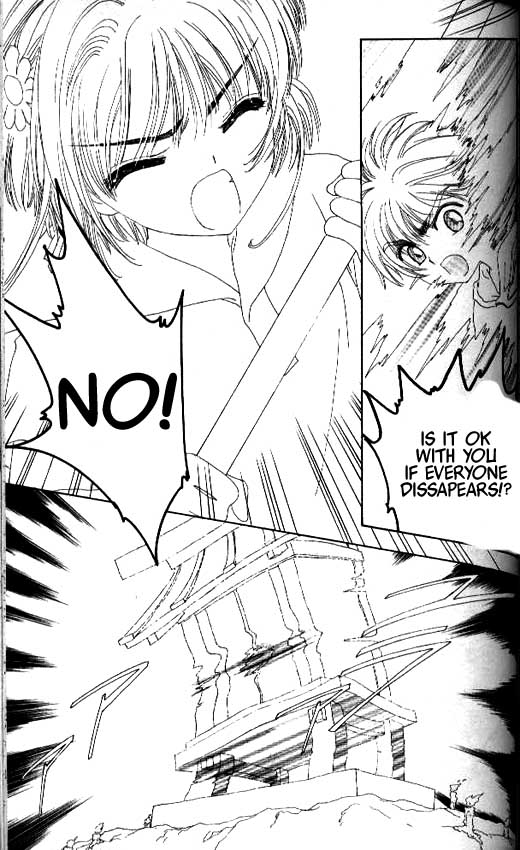 IS IT OK
WITH YOU
IF EVERYONE
DISSAPEARS!?
NO!